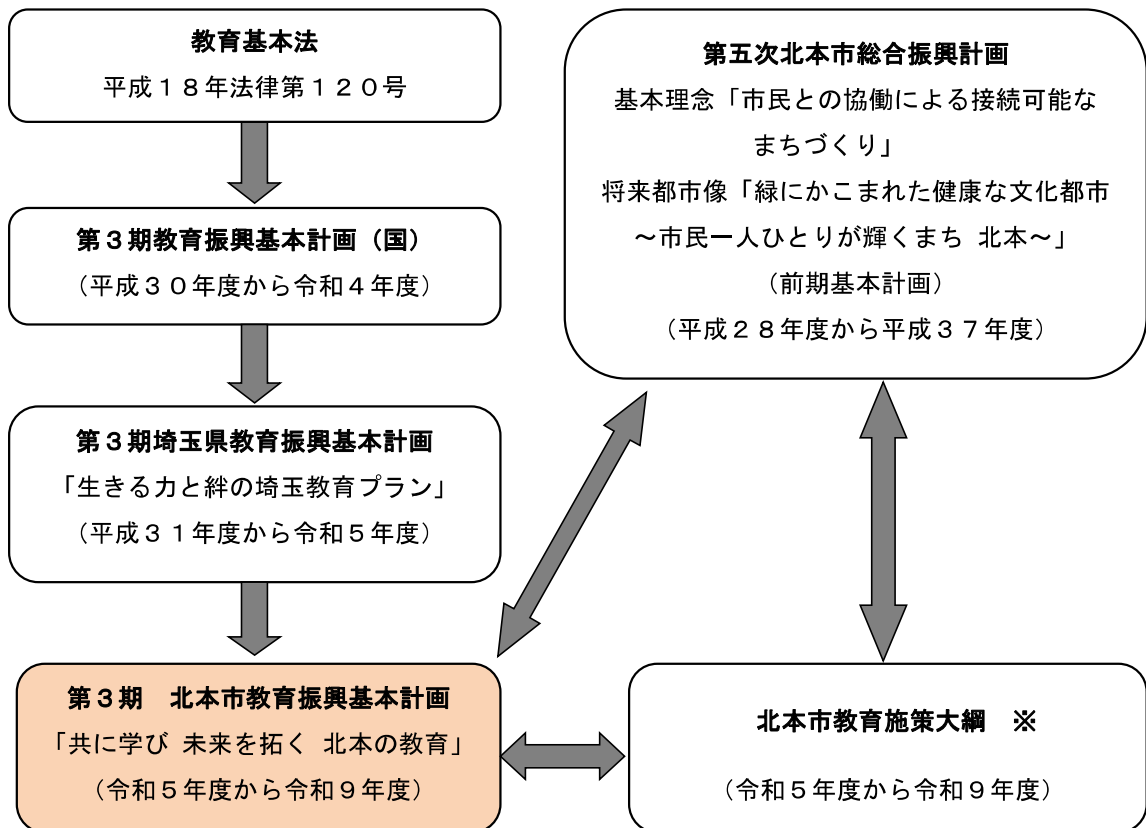 教育基本法
平成18年法律第120号
第3期教育振興基本計画(国)
(平成30年度から令和4年度)
第3期埼玉県教育振興基本計画
「生きる力と絆の埼玉教育プラン」
(平成31年度から令和5年度)
第3期 北本市教育振興基本計画
「共に学び 未来を拓く 北本の教育」
(令和5年度から令和9年度)
第五次北本市総合振興計画
基本理念「市民との協働による接続可能な
まちづくり」
将来都市像「緑にかこまれた健康な文化都市
~市民一人ひとりが輝くまち 北本~」
(前期基本計画)
(平成28年度から平成37年度)
北本市教育施策大綱 ※
(令和5年度から令和9年度)